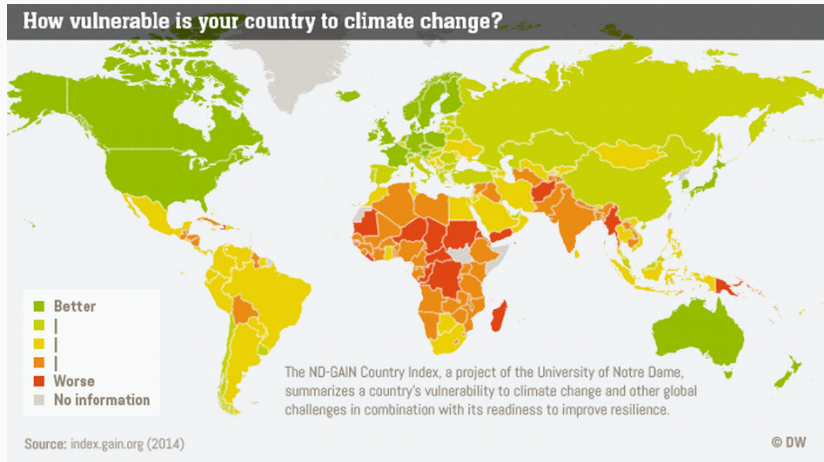 How vulnerable is your country to climate change?
Better
|
|
|
Worse
No information
The ND-GAIN Country Index, a project of the University of Notre Dame,
summarizes a country's vulnerability to climate change and other global
challenges in combination with its readiness to improve resilience.
Source: index.gain.org (2014)
© DW